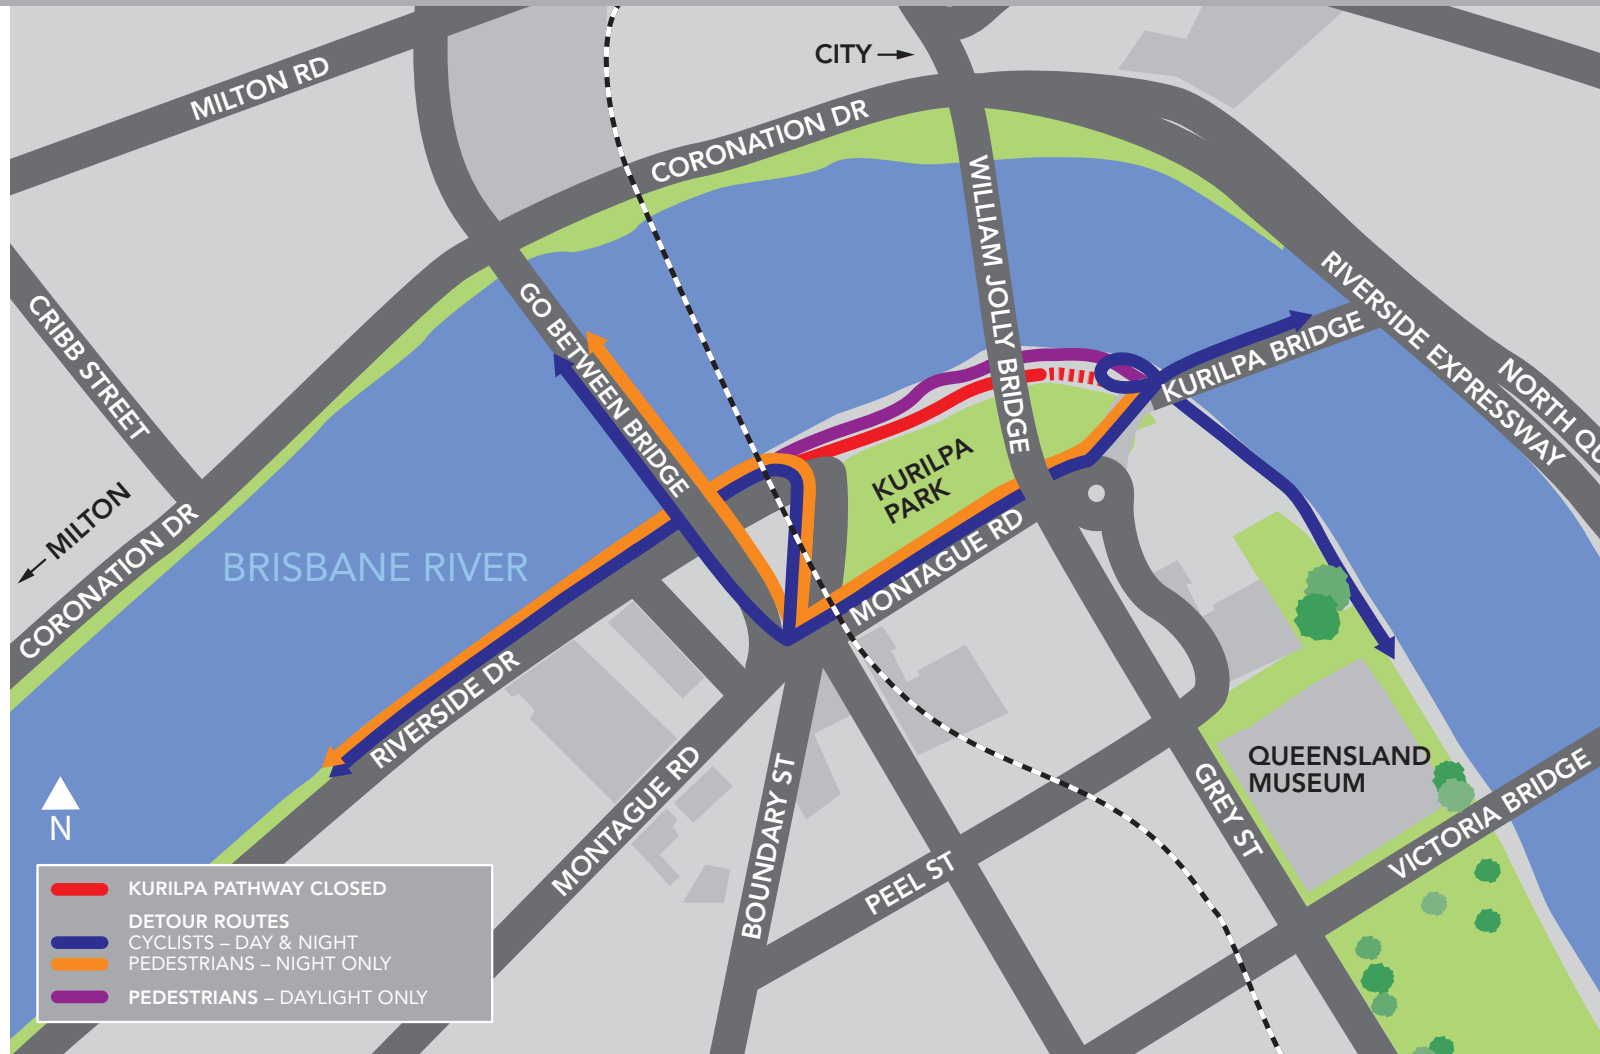 CITY
MILTON RD
CORONATION DR
WILLIAM JOLLY BRIDGE
RIVERSIDE EXPRESSWAY
NORTH QU
GO BETWEEN BRIDGE
KURILPA BRIDGE
CRIBB STREET
KURILPA
PARK
MILTON
CORONATION DR
BRISBANE RIVER
MONTAGUE RD
RIVERSIDE DR
QUEENSLAND
MUSEUM
MONTAGUE RD
BOUNDARY ST
GREY ST
VICTORIA BRIDGE
PEEL ST
N
KURILPA PATHWAY CLOSED
DETOUR ROUTES
CYCLISTS – DAY & NIGHT
PEDESTRIANS – NIGHT ONLY
PEDESTRIANS – DAYLIGHT ONLY